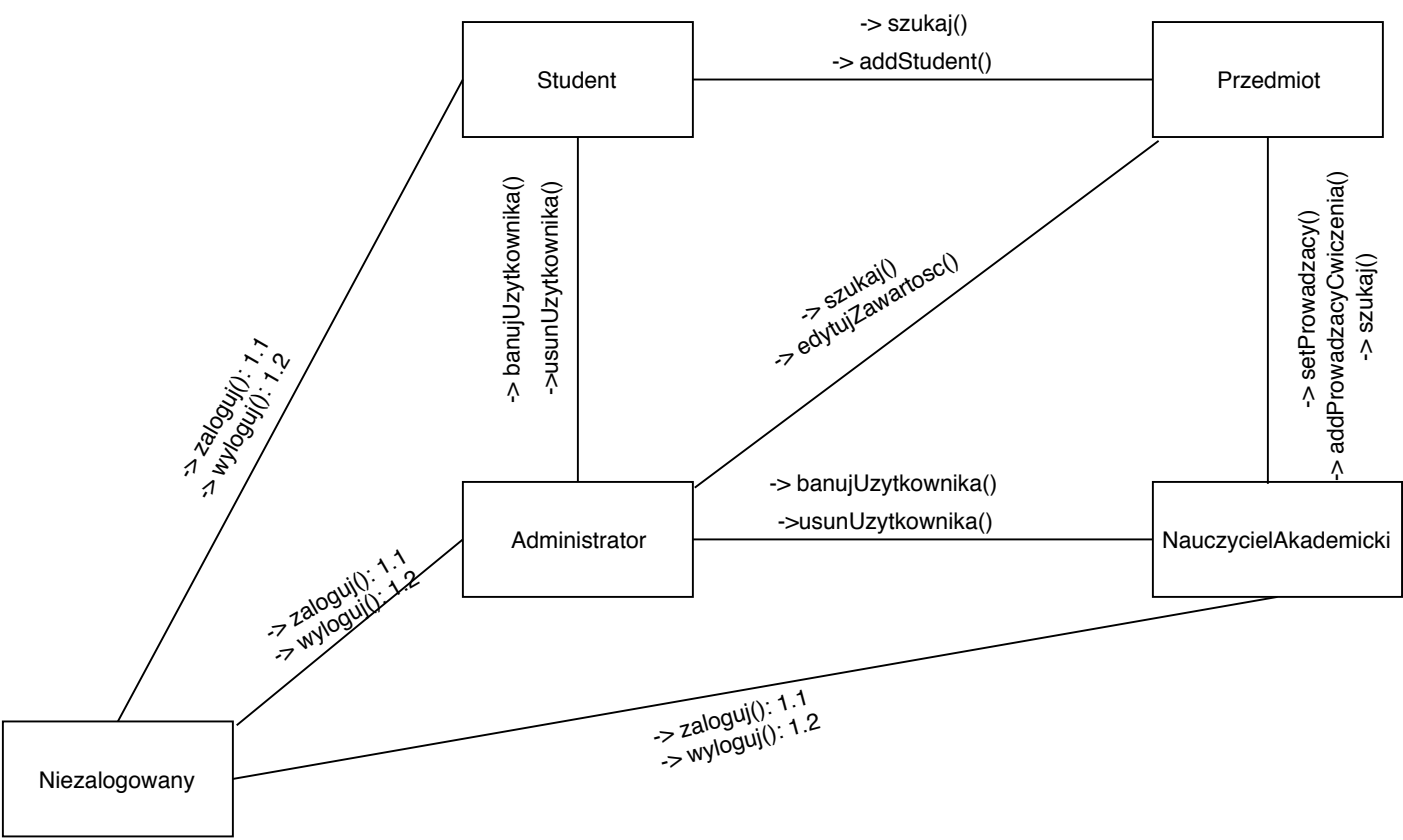 -> szukaj()
-> addStudent()
Student
Przedmiot
-> banujUzytkownika()
->usunUzytkownika()
-> setProwadzacy()
-> addProwadzacyCwiczenia()
-> szukaj()
-> szukaj()
-> edytujZawartosc()
-> zaloguj(): 1.1
-> wyloguj(): 1.2
-> banujUzytkownika()
->usunUzytkownika()
Administrator
NauczycielAkademicki
-> zaloguj(): 1.1
-> wyloguj(): 1.2
-> zaloguj(): 1.1
-> wyloguj(): 1.2
Niezalogowany